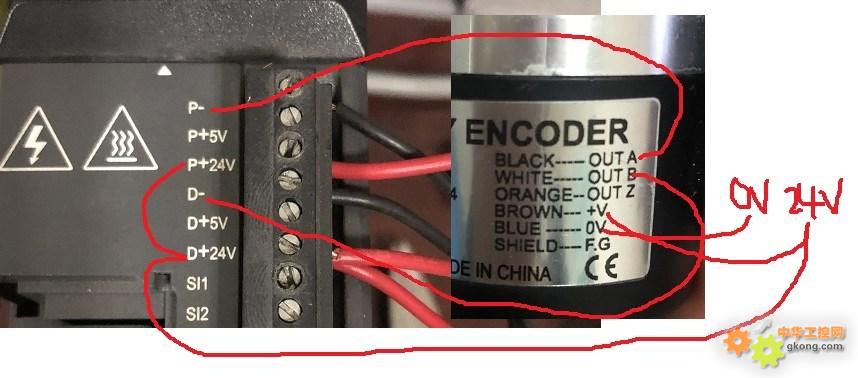 P-
P+5V
P+24V
D-
D+5V
D+24V
SI1
SI2
Y ENCODER
BLACK-----OUT A
WHITE-----OUT B
4 ORANGE--OUT Z
BROWN---+V
BLUE-----0V
SHIELD---F.G
DE IN CHINA CE
0V 24V
中华工控网
gkong.com